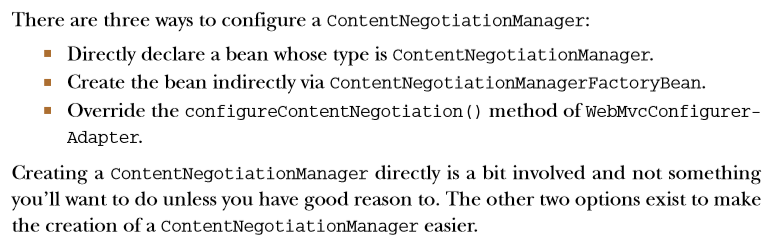 There are three ways to configure a ContentNegotiationManager:
■ Directly declare a bean whose type is ContentNegotiationManager.
■ Create the bean indirectly via ContentNegotiationManagerFactoryBean.
■ Override the configureContentNegotiation() method of WebMvcConfigurer-
Adapter.
Creating a ContentNegotiationManager directly is a bit involved and not something
you'll want to do unless you have good reason to. The other two options exist to make
the creation of a ContentNegotiationManager easier.